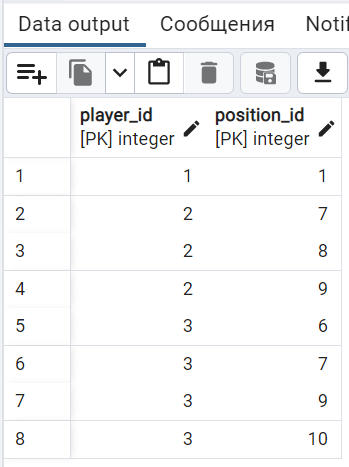 Data output Сообщения Notif
player_id position_id
[PK] integer [PK] integer
1 1 1
2 2 7
3 2 8
4 2 9
5 3 6
6 3 7
7 3 9
8 3 10